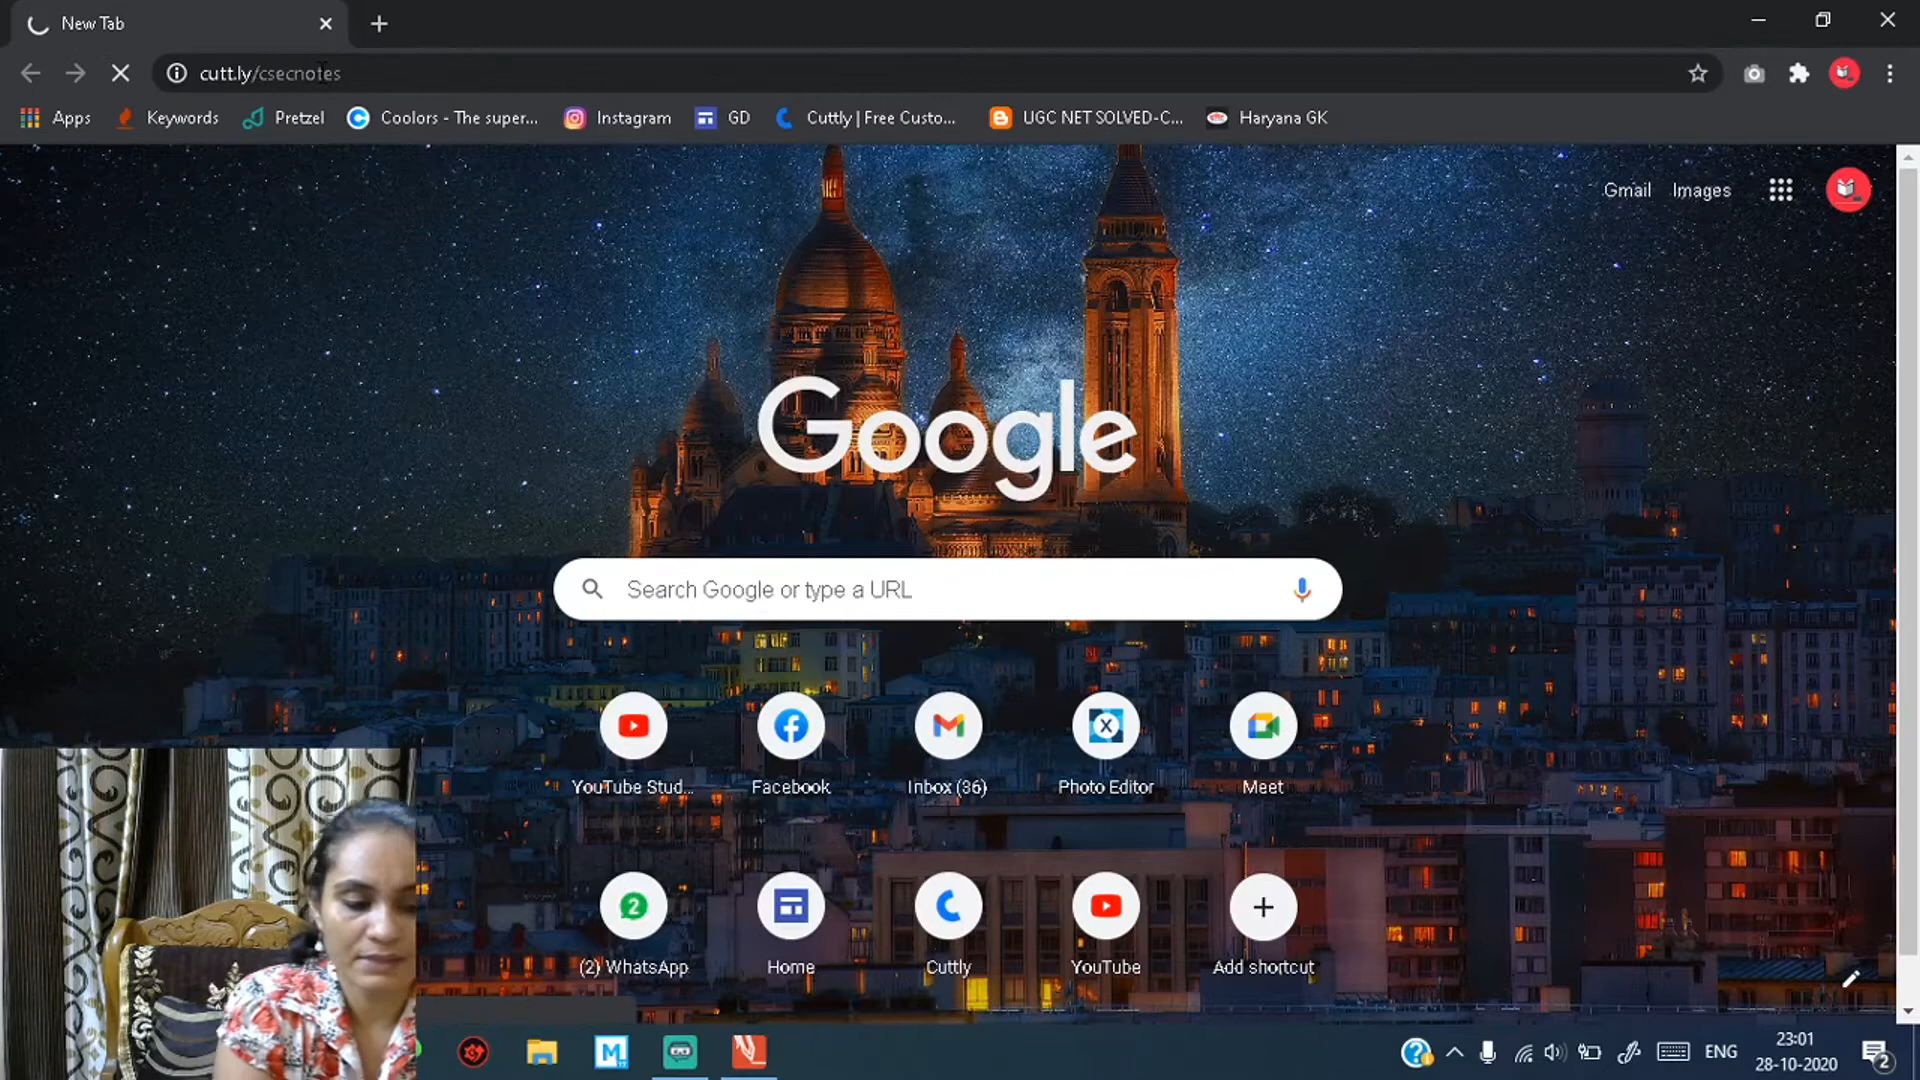 New Tab
cutt.ly/csecnotes
Apps
Keywords
Pretzel
Coolors - The super...
Instagram
GD
Cuttly | Free Custo...
UGC NET SOLVED-C...
Haryana GK
Gmail
Images
Google
Search Google or type a URL
YouTube Stud...
Facebook
Inbox (36)
Photo Editor
Meet
2
(2) WhatsApp
Home
Cuttly
YouTube
Add shortcut
ENG
23:01
28-10-2020
2